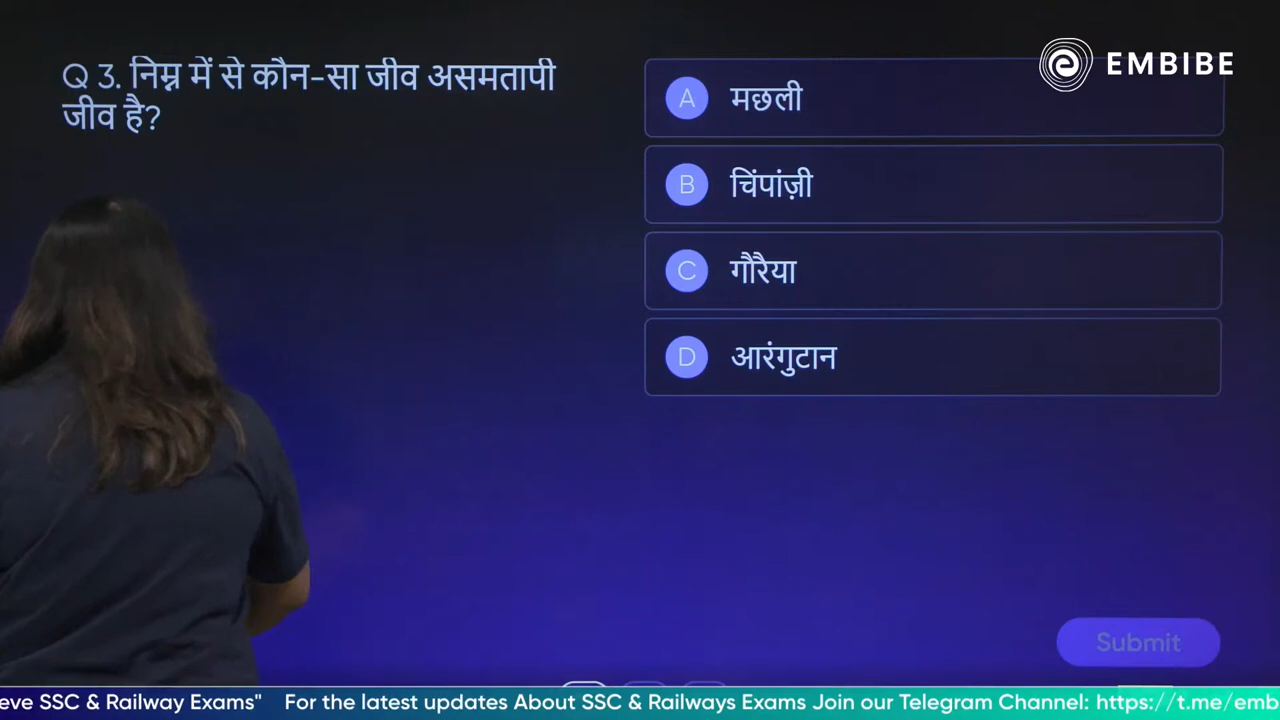 EMBIBE
Q 3. निम्न में से कौन-सा जीव असमतापी
जीव है?
A मछली
B चिंपांज़ी
C गौरैया
D आरंगुटान
Submit
eve SSC & Railway Exams" For the latest updates About SSC & Railways Exams Join our Telegram Channel: https://t.me/emb